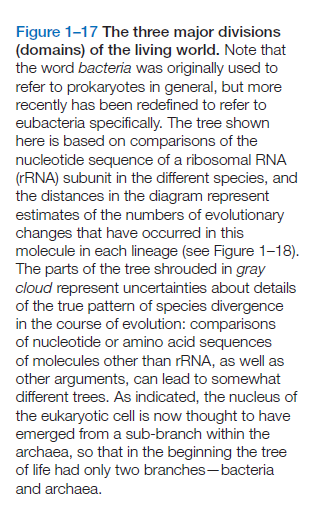 Figure 1–17 The three major divisions
(domains) of the living world. Note that
the word bacteria was originally used to
refer to prokaryotes in general, but more
recently has been redefined to refer to
eubacteria specifically. The tree shown
here is based on comparisons of the
nucleotide sequence of a ribosomal RNA
(rRNA) subunit in the different species, and
the distances in the diagram represent
estimates of the numbers of evolutionary
changes that have occurred in this
molecule in each lineage (see Figure 1–18).
The parts of the tree shrouded in gray
cloud represent uncertainties about details
of the true pattern of species divergence
in the course of evolution: comparisons
of nucleotide or amino acid sequences
of molecules other than rRNA, as well as
other arguments, can lead to somewhat
different trees. As indicated, the nucleus of
the eukaryotic cell is now thought to have
emerged from a sub-branch within the
archaea, so that in the beginning the tree
of life had only two branches—bacteria
and archaea.